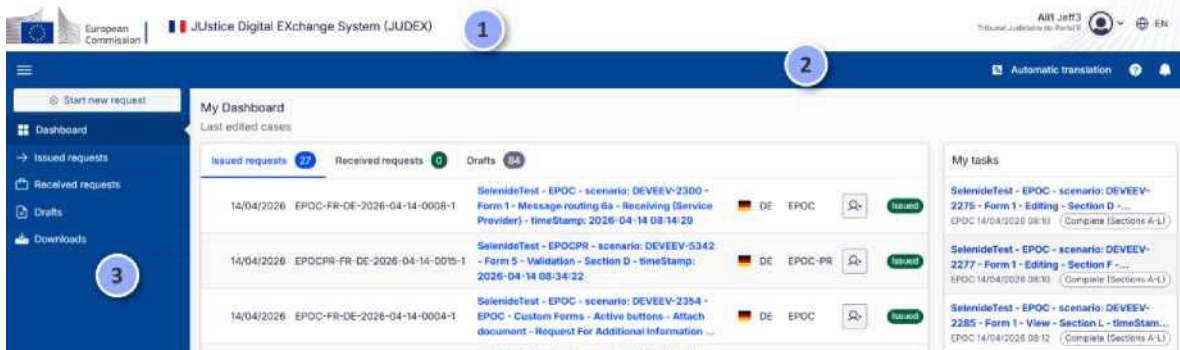 European
Commission
JUstice Digital EXchange System (JUDEX)
1
Ali1 Jeff3
Tribunal Judiciaire de Paris
EN
2
Automatic translation
?
Start new request
Dashboard
Issued requests
Received requests
Drafts
Downloads
3
My Dashboard
Last edited cases
Issued requests 27 Received requests 0 Drafts 84
14/04/2026 EPOC-FR-DE-2026-04-14-0008-1
SelenideTest - EPOC - scenario: DEVEEV-2300 -
Form 1 - Message routing 6a - Receiving (Service
Provider) - timeStamp: 2026-04-14 08:14:29
DE EPOC Issued
14/04/2026 EPOCPR-FR-DE-2026-04-14-0015-1
SelenideTest - EPOCPR - scenario: DEVEEV-5342
- Form 5 - Validation - Section D - timeStamp:
2026-04-14 08:34:22
DE EPOC-PR Issued
14/04/2026 EPOC-FR-DE-2026-04-14-0004-1
SelenideTest - EPOC - scenario: DEVEEV-2354 -
EPOC - Custom Forms - Active buttons - Attach
document - Request For Additional Information ...
DE EPOC Issued
My tasks
SelenideTest - EPOC - scenario: DEVEEV-
2275 - Form 1 - Editing - Section D -...
EPOC 14/04/2026 08:10 Complete (Sections A-L)
SelenideTest - EPOC - scenario: DEVEEV-
2277 - Form 1 - Editing - Section F -...
EPOC 14/04/2026 08:10 Complete (Sections A-L)
SelenideTest - EPOC - scenario: DEVEEV-
2285 - Form 1 - View - Section L - timeStam...
EPOC 14/04/2026 08:12 Complete (Sections A-L)